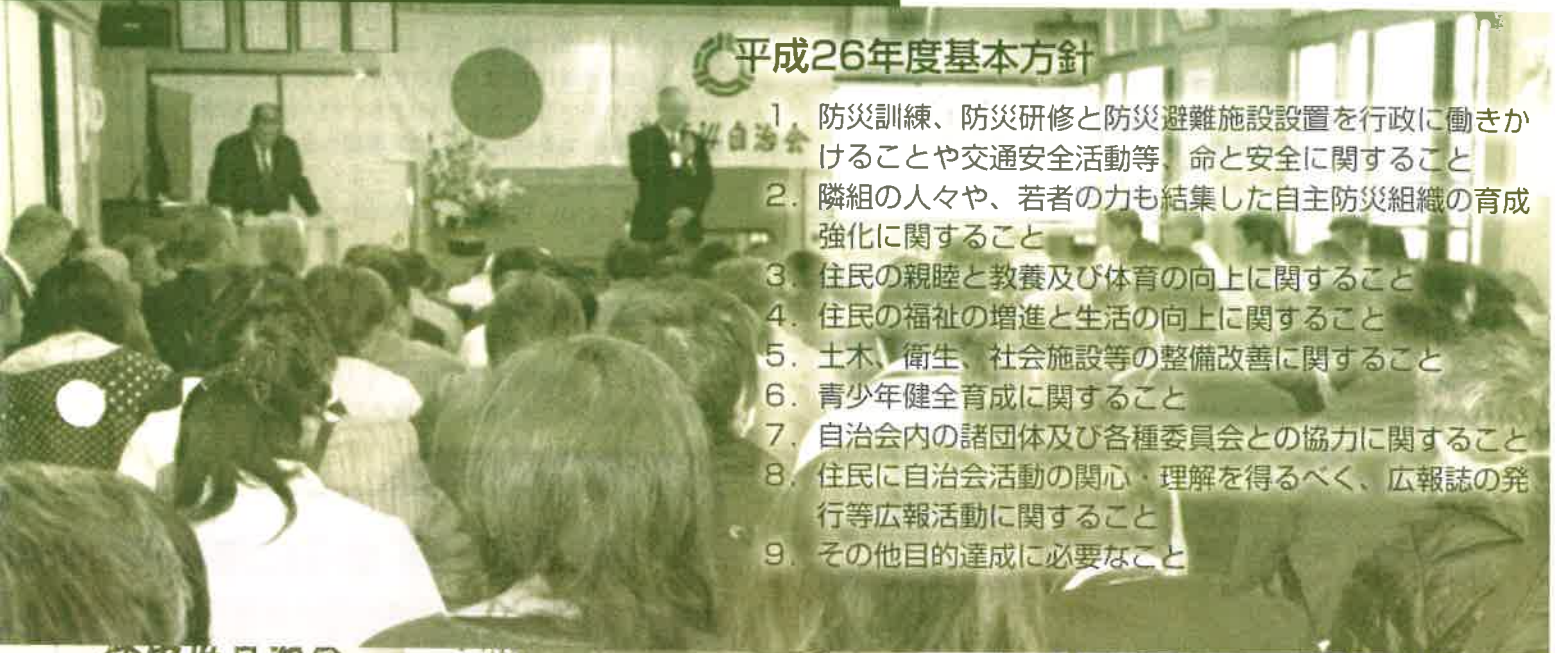 平成26年度基本方針
1. 防災訓練、防災研修と防災避難施設設置を行政に働きか
けることや交通安全活動等、命と安全に関すること
2. 隣組の人々や、若者の力も結集した自主防災組織の育成
強化に関すること
3. 住民の親睦と教養及び体育の向上に関すること
4. 住民の福祉の増進と生活の向上に関すること
5. 土木、衛生、社会施設等の整備改善に関すること
6. 青少年健全育成に関すること
7. 自治会内の諸団体及び各種委員会との協力に関すること
8. 住民に自治会活動の関心・理解を得るべく、広報誌の発
行等広報活動に関すること
9. その他目的達成に必要なこと
自治会